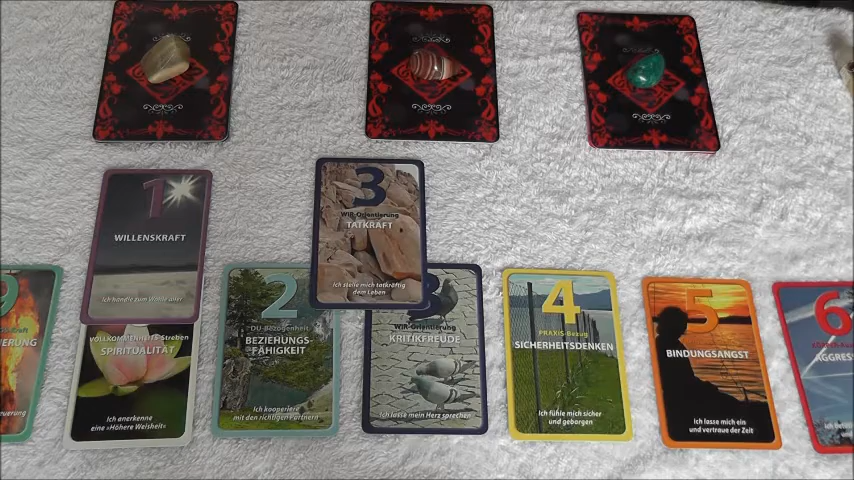 1
WILLENSKRAFT
Ich handle zum Wohle aller
3
WIR-Orientierung
TATKRAFT
Ich stelle mich tatkräftig
dem Leben
9
VOLLKOMMENHEITS-Streben
SPIRITUALITÄT
Ich anerkenne
eine »Höhere Weisheit«
2
DU-Bezogenheit
BEZIEHUNGS-
FÄHIGKEIT
Ich kooperiere
mit den richtigen Partnern
3
WIR-Orientierung
KRITIKFREUDE
Ich lasse mein Herz sprechen
4
PRAXIS-Bezug
SICHERHEITSDENKEN
Ich fühle mich sicher
und geborgen
5
BINDUNGSANGST
Ich lasse mich ein
und vertraue der Zeit
6